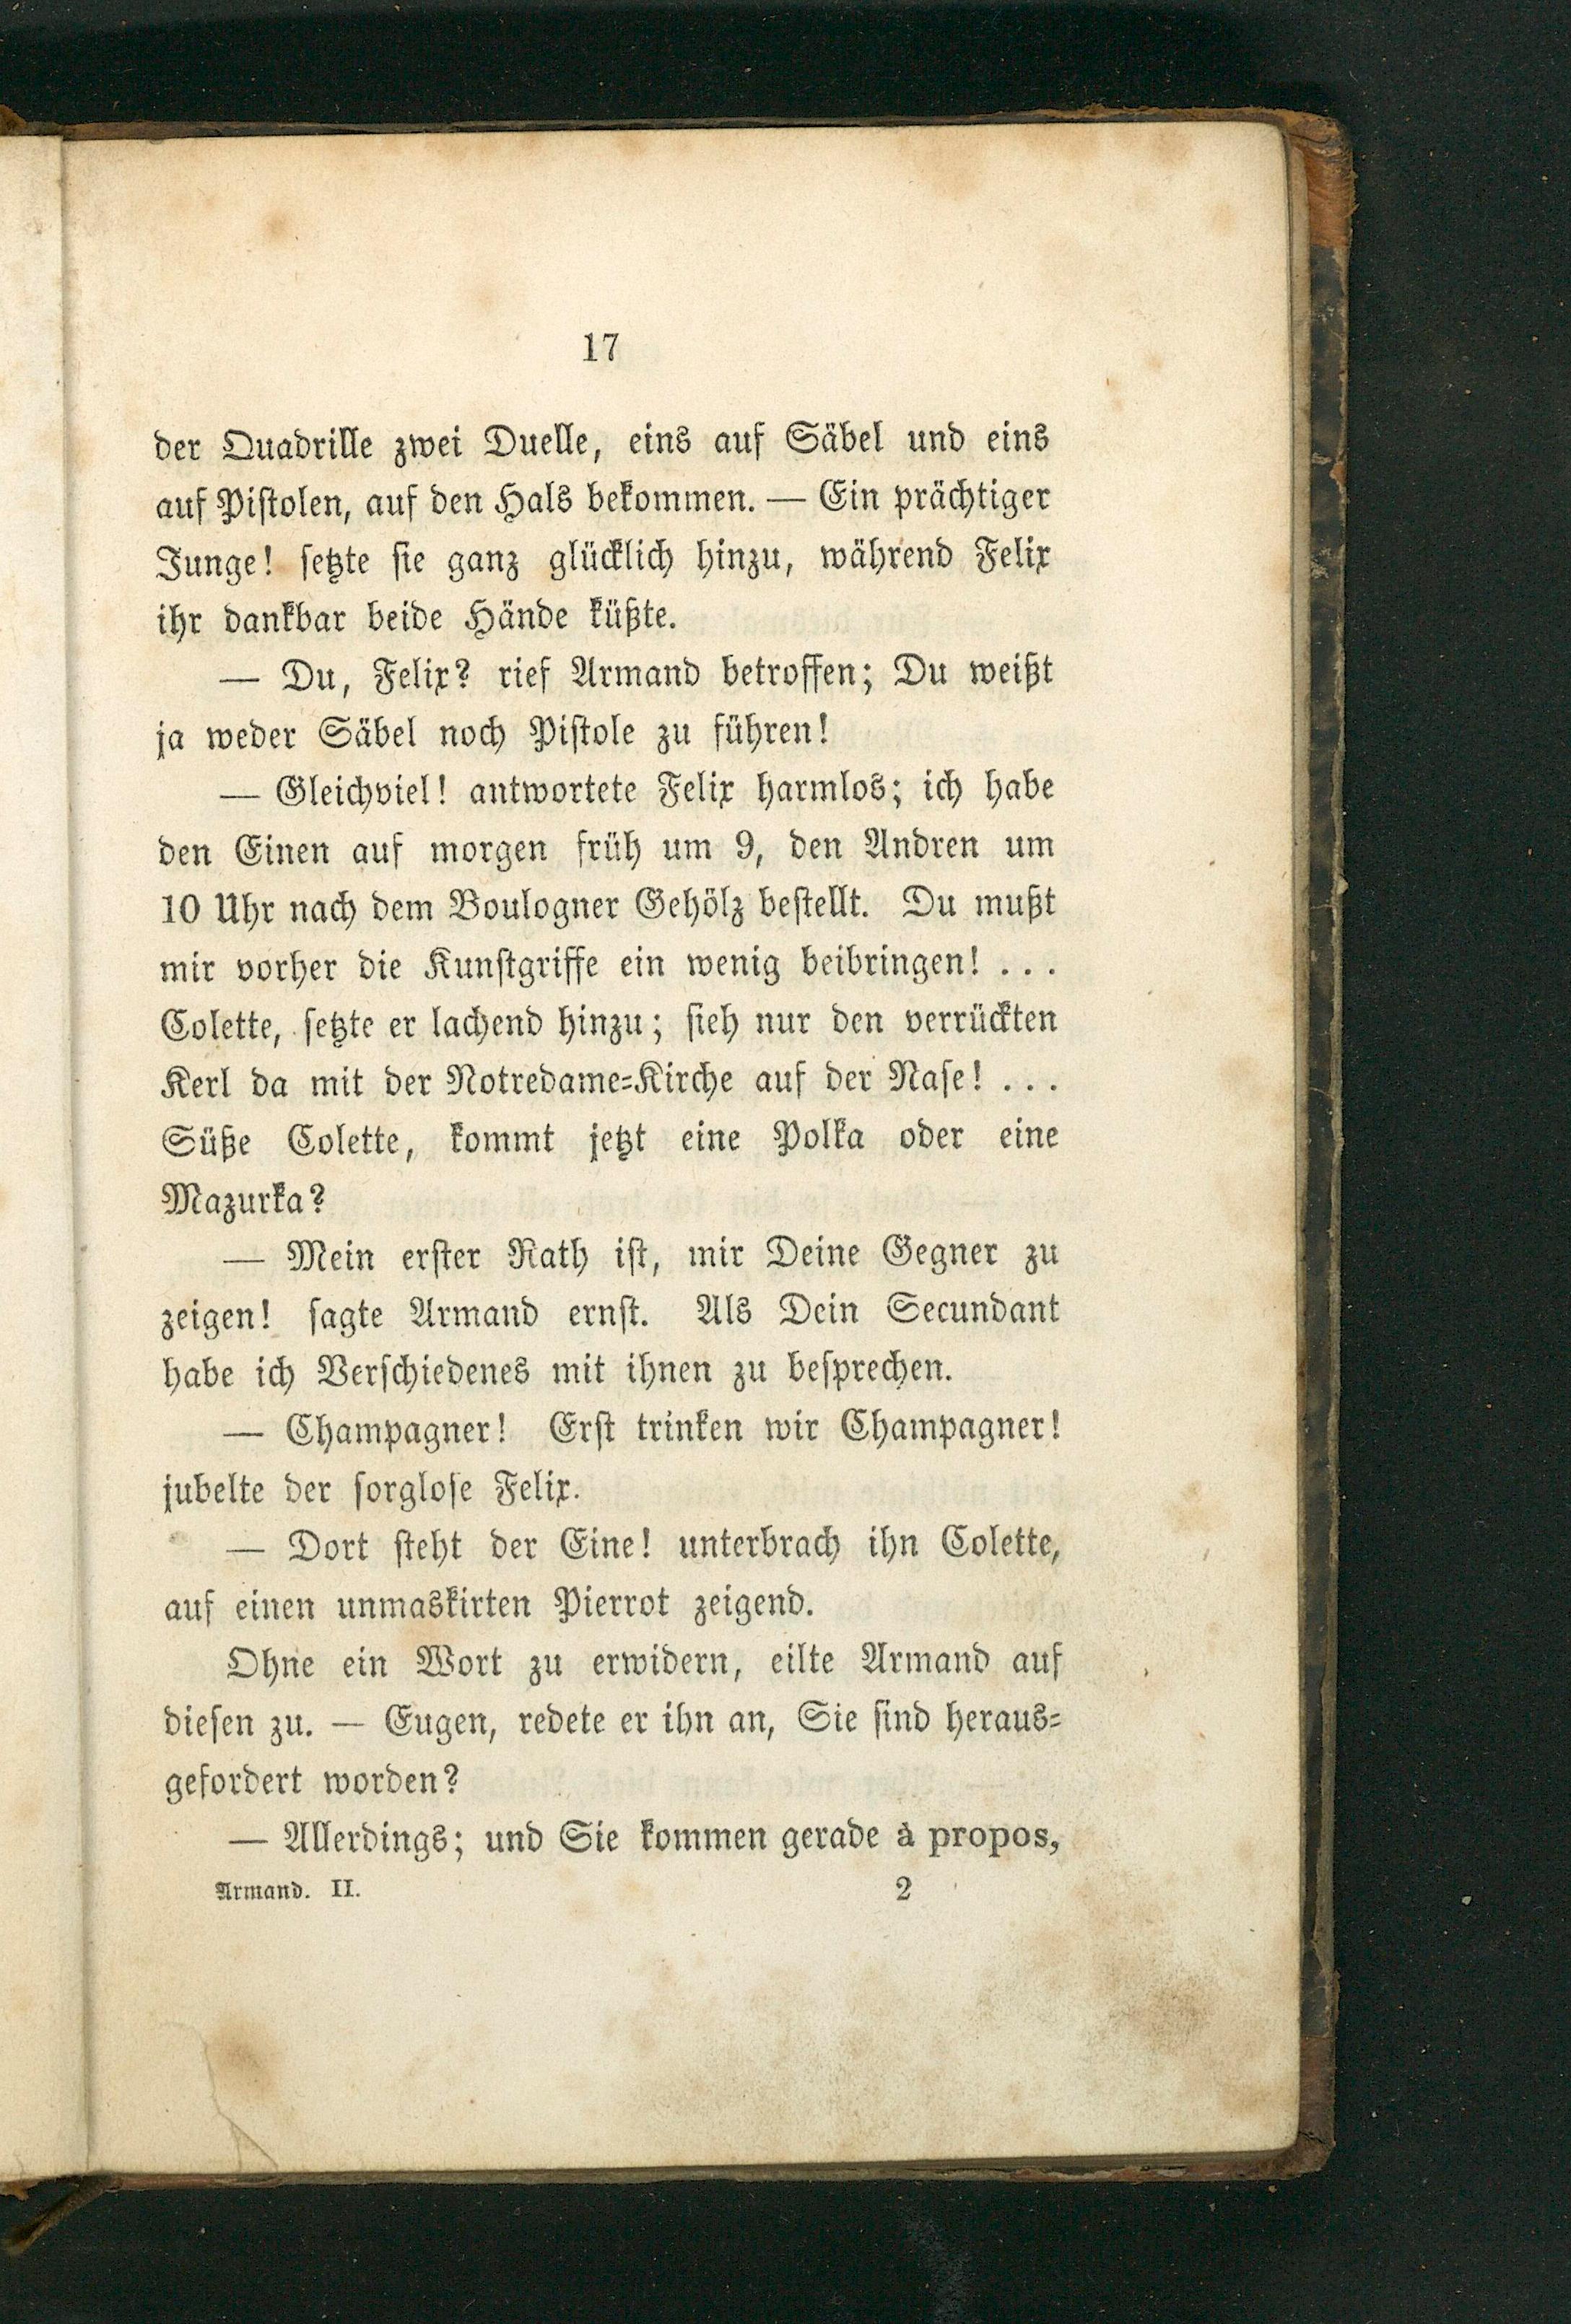 17
der Quadrille zwei Duelle, eins auf Säbel und eins
auf Pistolen, auf den Hals bekommen. — Ein prächtiger
Junge! setzte sie ganz glücklich hinzu, während Felix
ihr dankbar beide Hände küßte.
— Du, Felix? rief Armand betroffen; Du weißt
ja weder Säbel noch Pistole zu führen!
— Gleichviel! antwortete Felix harmlos; ich habe
den Einen auf morgen früh um 9, den Andren um
10 Uhr nach dem Boulogner Gehölz bestellt. Du mußt
mir vorher die Kunstgriffe ein wenig beibringen! ...
Colette, setzte er lachend hinzu; sieh nur den verrückten
Kerl da mit der Notredame-Kirche auf der Nase! ...
Süße Colette, kommt jetzt eine Polka oder eine
Mazurka?
— Mein erster Rath ist, mir Deine Gegner zu
zeigen! sagte Armand ernst. Als Dein Secundant
habe ich Verschiedenes mit ihnen zu besprechen.
— Champagner! Erst trinken wir Champagner!
jubelte der sorglose Felix.
— Dort steht der Eine! unterbrach ihn Colette,
auf einen unmaskirten Pierrot zeigend.
Ohne ein Wort zu erwidern, eilte Armand auf
diesen zu. — Eugen, redete er ihn an, Sie sind heraus-
gefordert worden?
— Allerdings; und Sie kommen gerade à propos,
Armand. II. 2